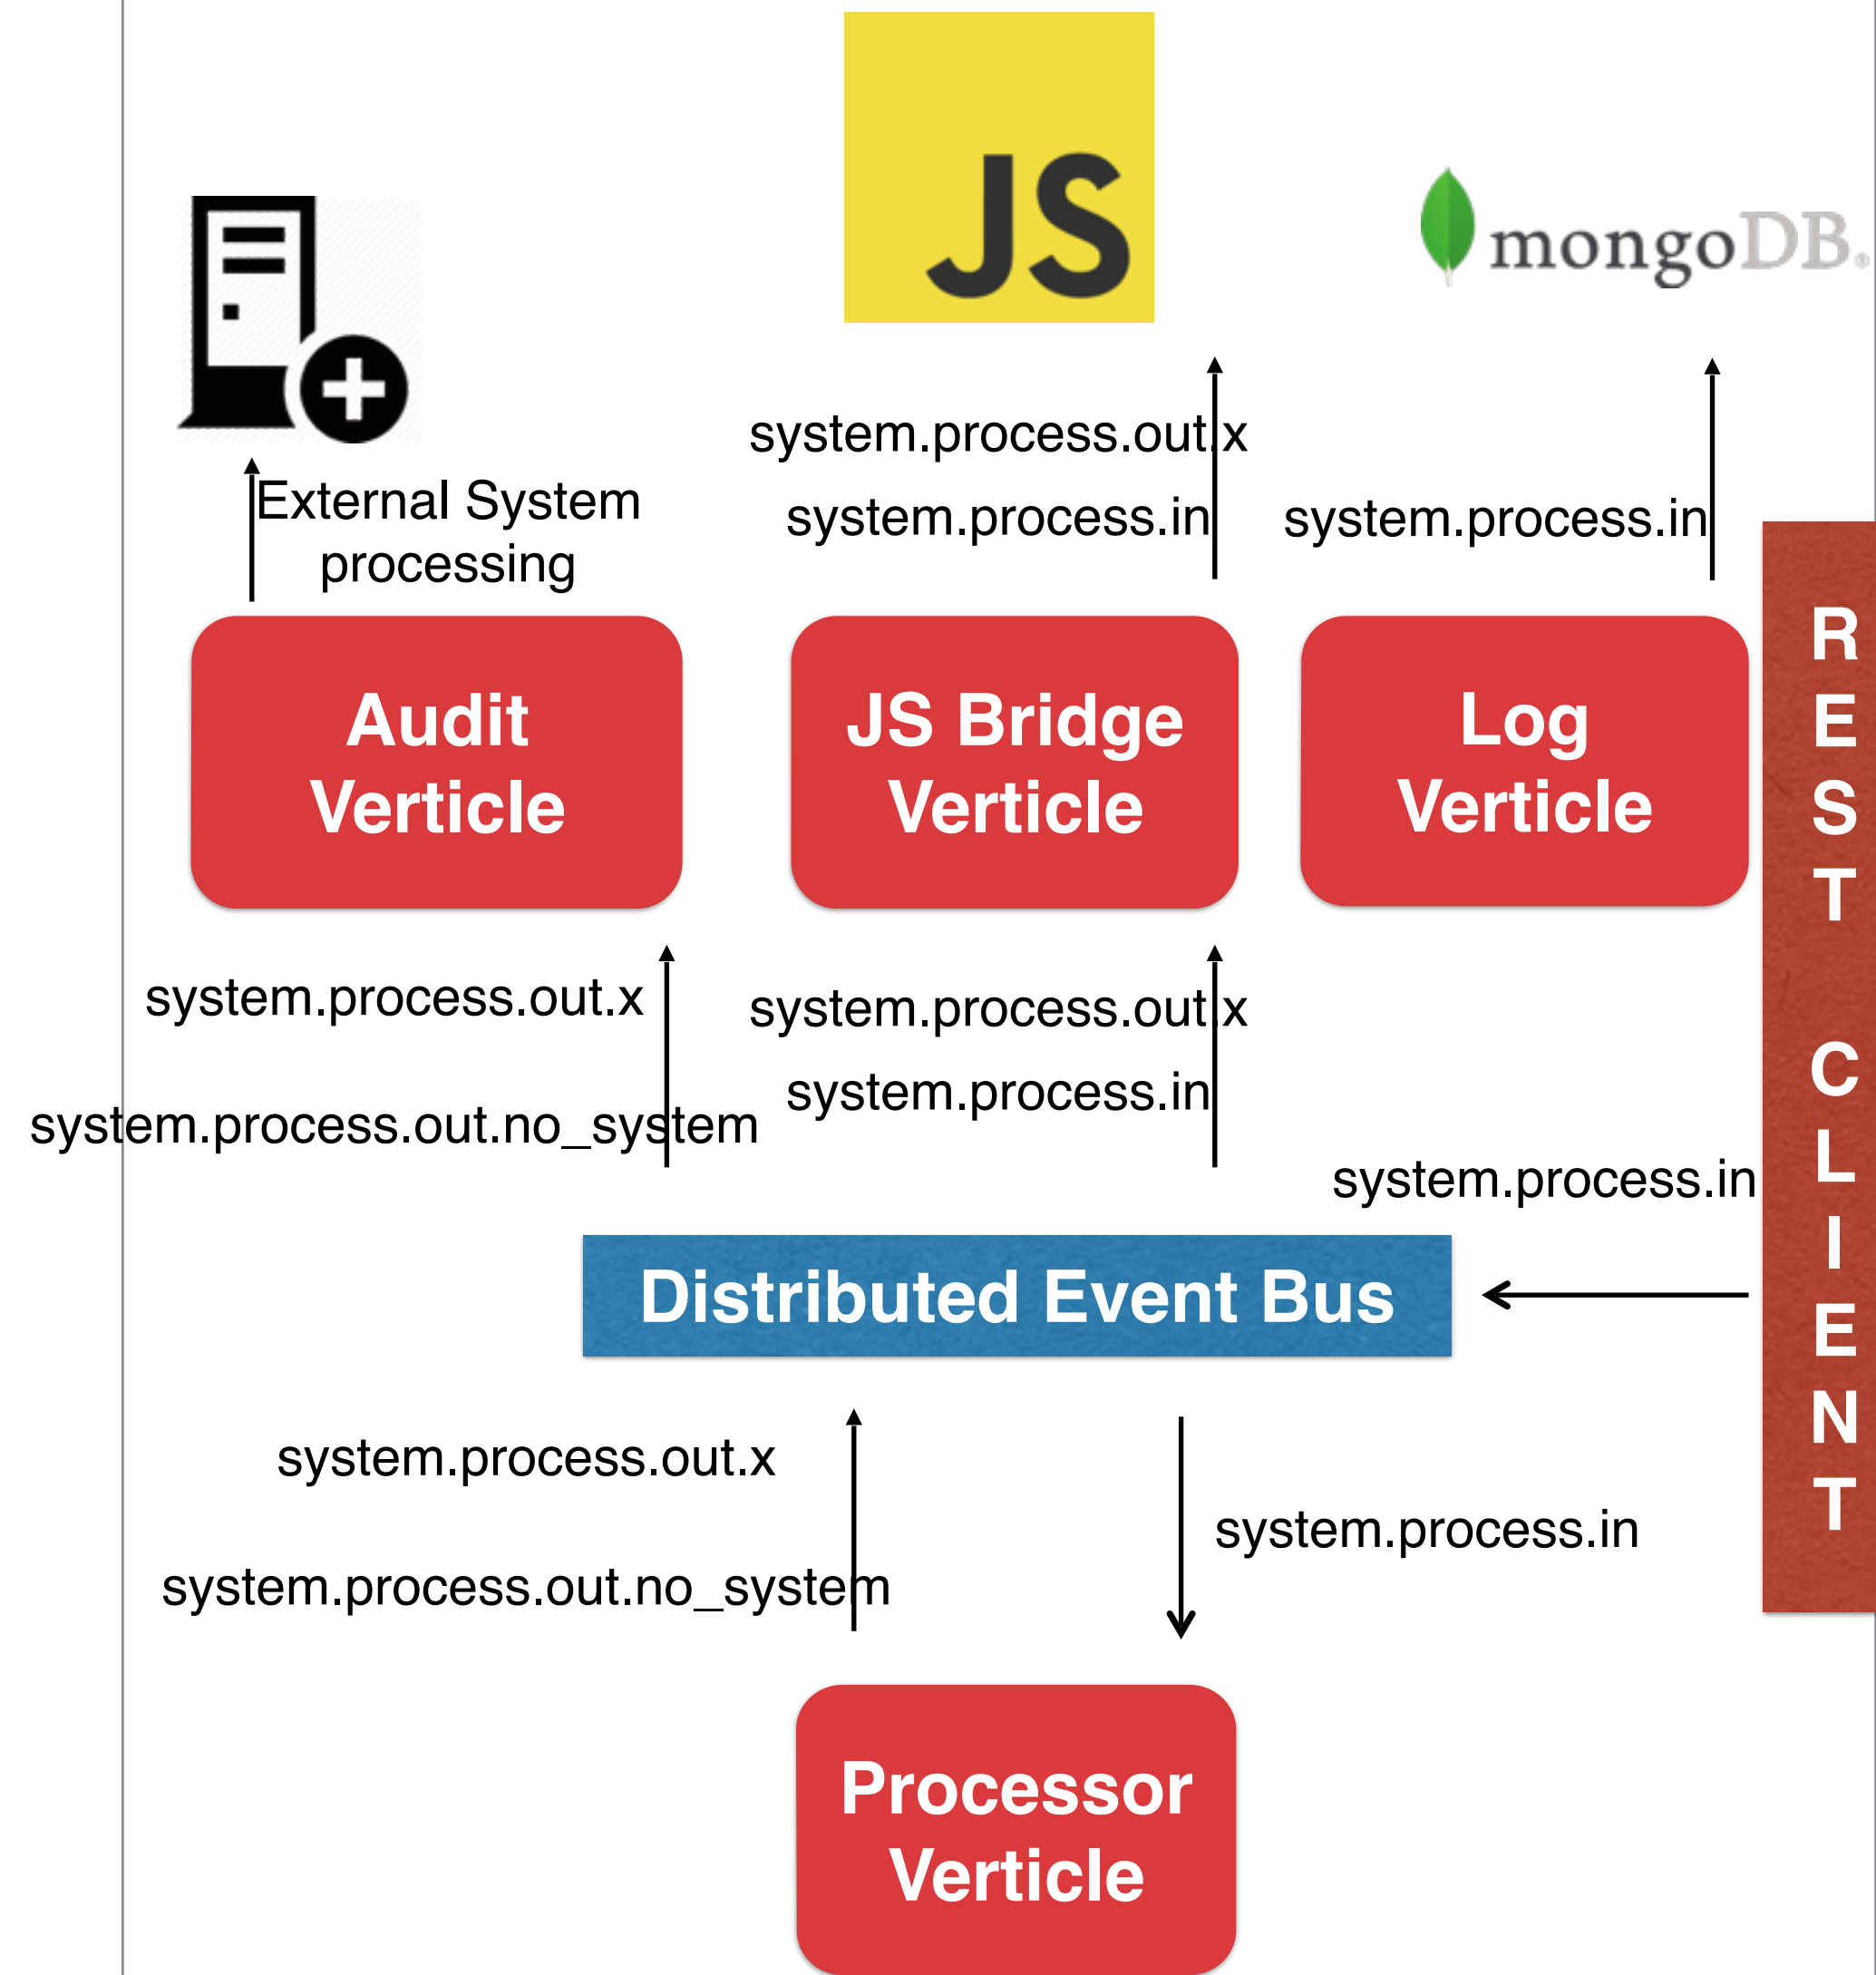 JS
mongoDB®
system.process.out.x
External System
processing
system.process.in
system.process.in
Audit
Verticle
JS Bridge
Verticle
Log
Verticle
REST CLIENT
system.process.out.x
system.process.out.x
system.process.in
system.process.out.no_system
system.process.in
Distributed Event Bus
system.process.out.x
system.process.in
system.process.out.no_system
Processor
Verticle